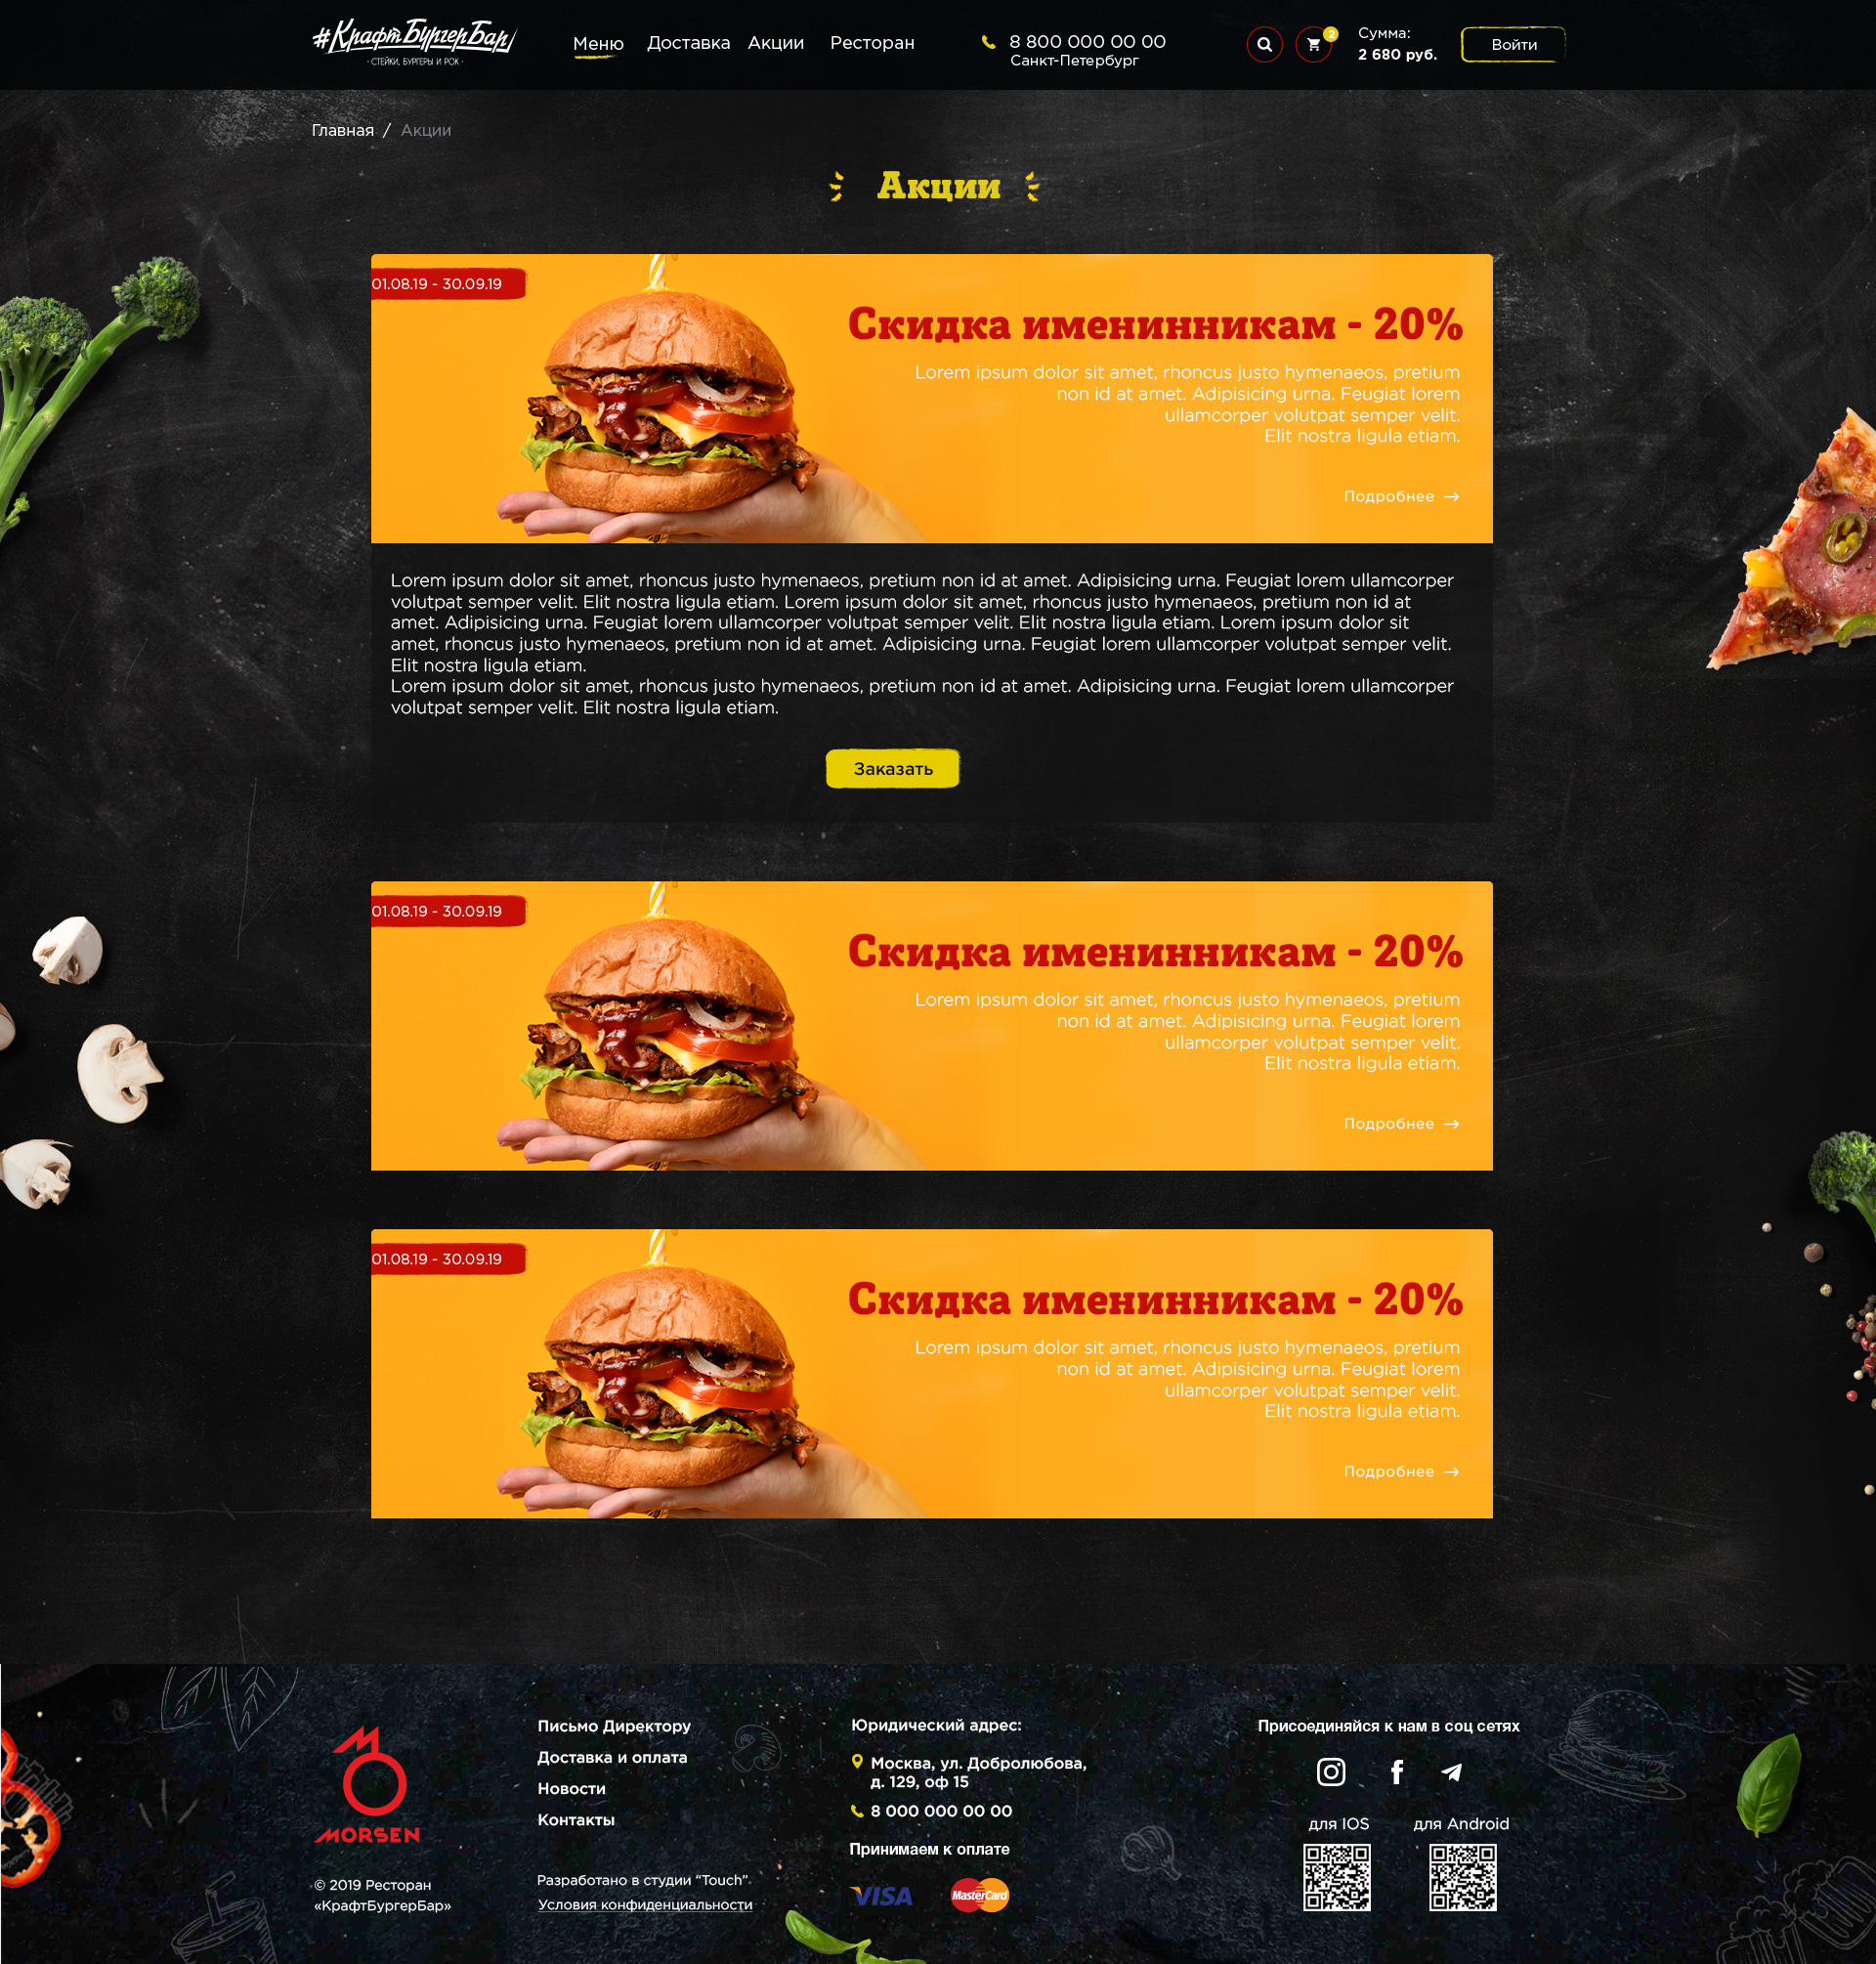 #КрафтБургерБар
· СТЕЙКИ, БУРГЕРЫ И РОК ·
Меню
Доставка
Акции
Ресторан
8 800 000 00 00
Санкт-Петербург
2
Сумма:
2 680 руб.
Войти
Главная / Акции
Акции
01.08.19 - 30.09.19
Скидка именинникам - 20%
Lorem ipsum dolor sit amet, rhoncus justo hymenaeos, pretium
non id at amet. Adipisicing urna. Feugiat lorem
ullamcorper volutpat semper velit.
Elit nostra ligula etiam.
Подробнее →
Lorem ipsum dolor sit amet, rhoncus justo hymenaeos, pretium non id at amet. Adipisicing urna. Feugiat lorem ullamcorper
volutpat semper velit. Elit nostra ligula etiam. Lorem ipsum dolor sit amet, rhoncus justo hymenaeos, pretium non id at
amet. Adipisicing urna. Feugiat lorem ullamcorper volutpat semper velit. Elit nostra ligula etiam. Lorem ipsum dolor sit
amet, rhoncus justo hymenaeos, pretium non id at amet. Adipisicing urna. Feugiat lorem ullamcorper volutpat semper velit.
Elit nostra ligula etiam.
Lorem ipsum dolor sit amet, rhoncus justo hymenaeos, pretium non id at amet. Adipisicing urna. Feugiat lorem ullamcorper
volutpat semper velit. Elit nostra ligula etiam.
Заказать
01.08.19 - 30.09.19
Скидка именинникам - 20%
Lorem ipsum dolor sit amet, rhoncus justo hymenaeos, pretium
non id at amet. Adipisicing urna. Feugiat lorem
ullamcorper volutpat semper velit.
Elit nostra ligula etiam.
Подробнее →
01.08.19 - 30.09.19
Скидка именинникам - 20%
Lorem ipsum dolor sit amet, rhoncus justo hymenaeos, pretium
non id at amet. Adipisicing urna. Feugiat lorem
ullamcorper volutpat semper velit.
Elit nostra ligula etiam.
Подробнее →
MORSEN
© 2019 Ресторан
«КрафтБургерБар»
Письмо Директору
Доставка и оплата
Новости
Контакты
Разработано в студии “Touch”
Условия конфиденциальности
Юридический адрес:
Москва, ул. Добролюбова,
д. 129, оф 15
8 000 000 00 00
Принимаем к оплате
VISA
MasterCard
Присоединяйся к нам в соц сетях
для IOS
для Android